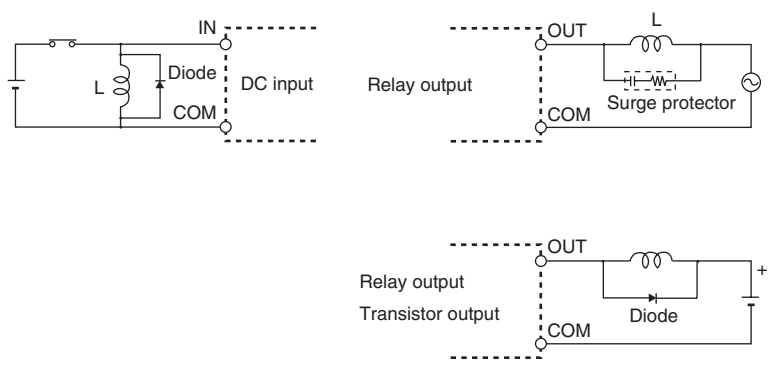 IN
L
Diode
DC input
COM
OUT
L
Relay output
Surge protector
COM
OUT
+
Relay output
Transistor output
Diode
COM